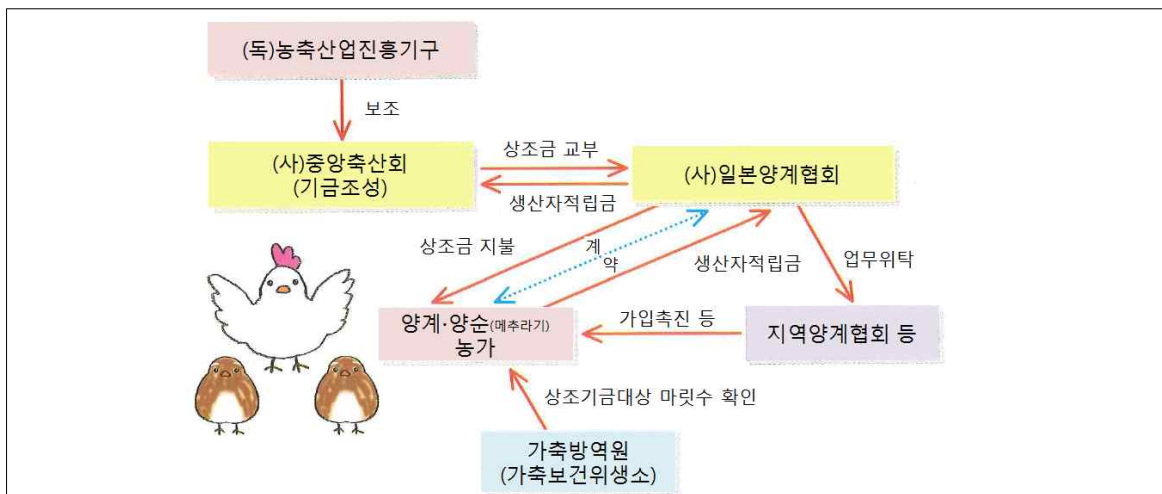 (독)농축산업진흥기구
보조
(사)중앙축산회
(기금조성)
상조금 교부
생산자적립금
(사)일본양계협회
상조금 지불
계
약
생산자적립금
업무위탁
양계·양순(메추라기)
농가
가입촉진 등
지역양계협회 등
상조기금대상 마릿수 확인
가축방역원
(가축보건위생소)